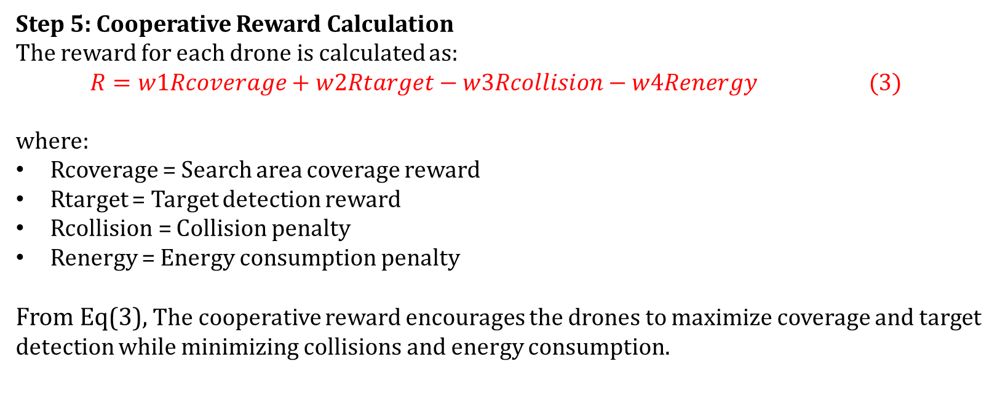 Step 5: Cooperative Reward Calculation
The reward for each drone is calculated as:
R = w1Rcoverage + w2Rtarget − w3Rcollision − w4Renergy (3)
where:
• Rcoverage = Search area coverage reward
• Rtarget = Target detection reward
• Rcollision = Collision penalty
• Renergy = Energy consumption penalty
From Eq(3), The cooperative reward encourages the drones to maximize coverage and target
detection while minimizing collisions and energy consumption.